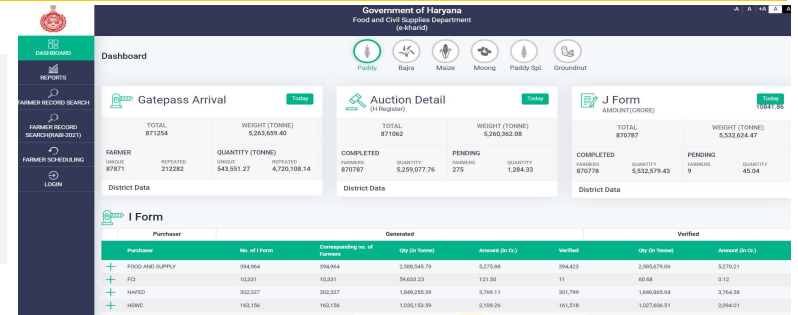 Government of Haryana
Food and Civil Supplies Department
(e-kharid)
-A A +A A A
DASHBOARD
REPORTS
FARMER RECORD SEARCH
FARMER RECORD
SEARCH(RABI-2021)
FARMER SCHEDULING
LOGIN
Dashboard
Paddy Bajra Maize Moong Paddy Spl. Groundnut
Gatepass Arrival Today
TOTAL WEIGHT (TONNE)
871254 5,263,659.40
FARMER QUANTITY (TONNE)
UNIQUE REPEATED UNIQUE REPEATED
87871 212282 543,551.27 4,720,108.14
District Data
Auction Detail Today
(H Register)
TOTAL WEIGHT (TONNE)
871062 5,260,362.08
COMPLETED PENDING
FARMERS QUANTITY FARMERS QUANTITY
870787 5,259,077.76 275 1,284.33
District Data
J Form Today
AMOUNT(CRORE) 10841.86
TOTAL WEIGHT (TONNE)
870787 5,532,624.47
COMPLETED PENDING
FARMERS QUANTITY FARMERS QUANTITY
870778 5,532,579.43 9 45.04
District Data
I Form
Purchaser Generated Verified
Purchaser No. of I Form Corresponding no. of Farmers Qty (in Tonne) Amount (in Cr.) Verified Qty (in Tonne) Amount (in Cr.)
FOOD AND SUPPLY 394,964 394,964 2,588,545.79 5,275.88 394,423 2,585,679.06 5,270.21
FCI 10,331 10,331 59,633.23 121.50 11 60.68 0.12
HAFED 302,327 302,327 1,849,255.39 3,769.11 301,799 1,846,865.04 3,764.38
HSWC 163,156 163,156 1,035,153.59 2,109.26 161,518 1,027,606.51 2,094.01